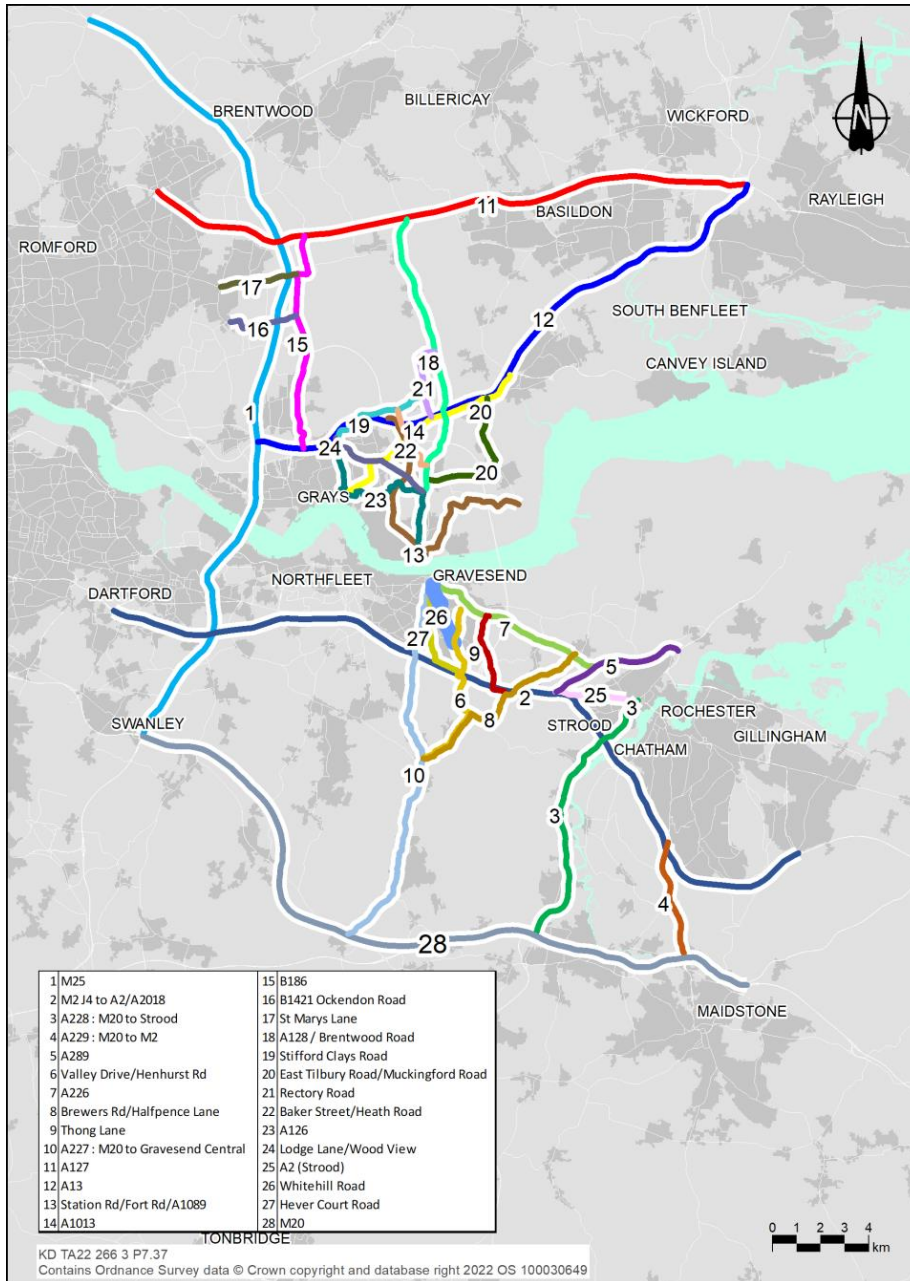 BRENTWOOD
BILLERICAY
WICKFORD
N
RAYLEIGH
11
BASILDON
ROMFORD
17
16
15
12
SOUTH BENFLEET
CANVEY ISLAND
18
21
1
20
19
14
24
22
20
GRAYS
23
13
NORTHFLEET
GRAVESEND
DARTFORD
26
7
27
9
5
25
6
2
3
8
ROCHESTER
SWANLEY
STROOD
GILLINGHAM
CHATHAM
10
3
4
28
MAIDSTONE
1 M25
2 M2 J4 to A2/A2018
3 A228 : M20 to Strood
4 A229 : M20 to M2
5 A289
6 Valley Drive/Henhurst Rd
7 A226
8 Brewers Rd/Halfpence Lane
9 Thong Lane
10 A227 : M20 to Gravesend Central
11 A127
12 A13
13 Station Rd/Fort Rd/A1089
14 A1013
15 B186
16 B1421 Ockendon Road
17 St Marys Lane
18 A128 / Brentwood Road
19 Stifford Clays Road
20 East Tilbury Road/Muckingford Road
21 Rectory Road
22 Baker Street/Heath Road
23 A126
24 Lodge Lane/Wood View
25 A2 (Strood)
26 Whitehill Road
27 Hever Court Road
28 M20
TONBRIDGE
0 1 2 3 4
km
KD TA22 266 3 P7.37
Contains Ordnance Survey data © Crown copyright and database right 2022 OS 100030649